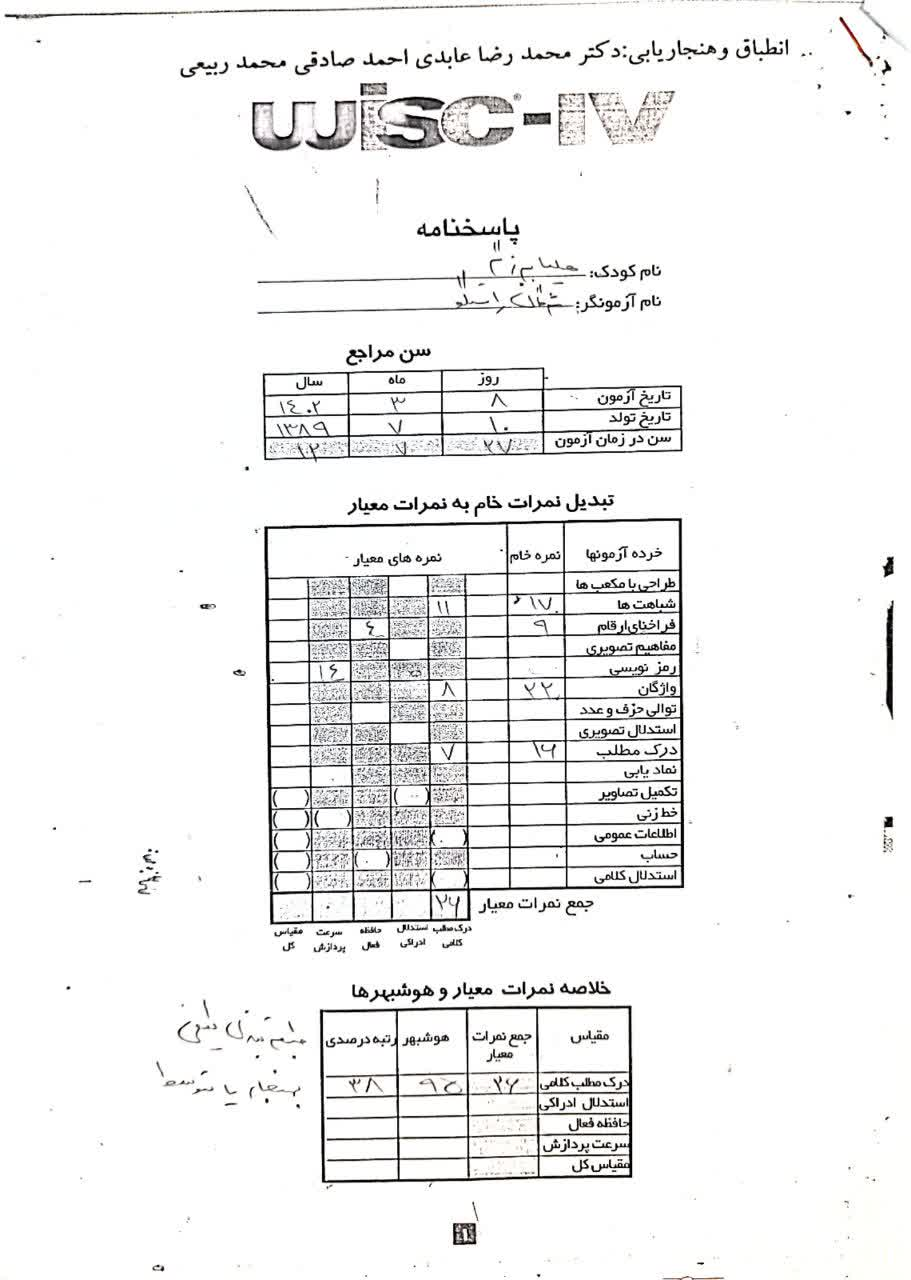 انطباق وهنجاریابی:دکتر محمد رضا عابدی احمد صادقی محمد ربیعی
WISC®-IV
پاسخنامه
نام کودک:
نام آزمونگر:
سن مراجع
روز ماه سال
تاریخ آزمون ۸ ۳ ۱۴۰۲
تاریخ تولد ۱۰ ۷ ۱۳۸۹
سن در زمان آزمون ۲۷ ۷ ۱۲
تبدیل نمرات خام به نمرات معیار
خرده آزمونها نمره خام نمره های معیار
طراحی با مکعب ها
شباهت ها ۱۷ ۱۱
فراخنای ارقام ۹ ۴
مفاهیم تصویری
رمز نویسی ۱۴
واژگان ۲۲ ۸
توالی حرف و عدد
استدلال تصویری
درک مطلب ۱۶ ۷
نماد یابی
تکمیل تصاویر ( ) ( )
خط زنی ( ) ( )
اطلاعات عمومی ( ) ( )
حساب ( ) ( )
استدلال کلامی ( ) ( )
جمع نمرات معیار ۲۶
درک مطلب کلامی استدلال ادراکی حافظه فعال سرعت پردازش مقیاس کل
خلاصه نمرات معیار و هوشبهرها
مقیاس جمع نمرات معیار هوشبهر رتبه درصدی
درک مطلب کلامی ۲۶ ۹۴ ۳۸
استدلال ادراکی
حافظه فعال
سرعت پردازش
مقیاس کل
بهنجار یا متوسط
۱